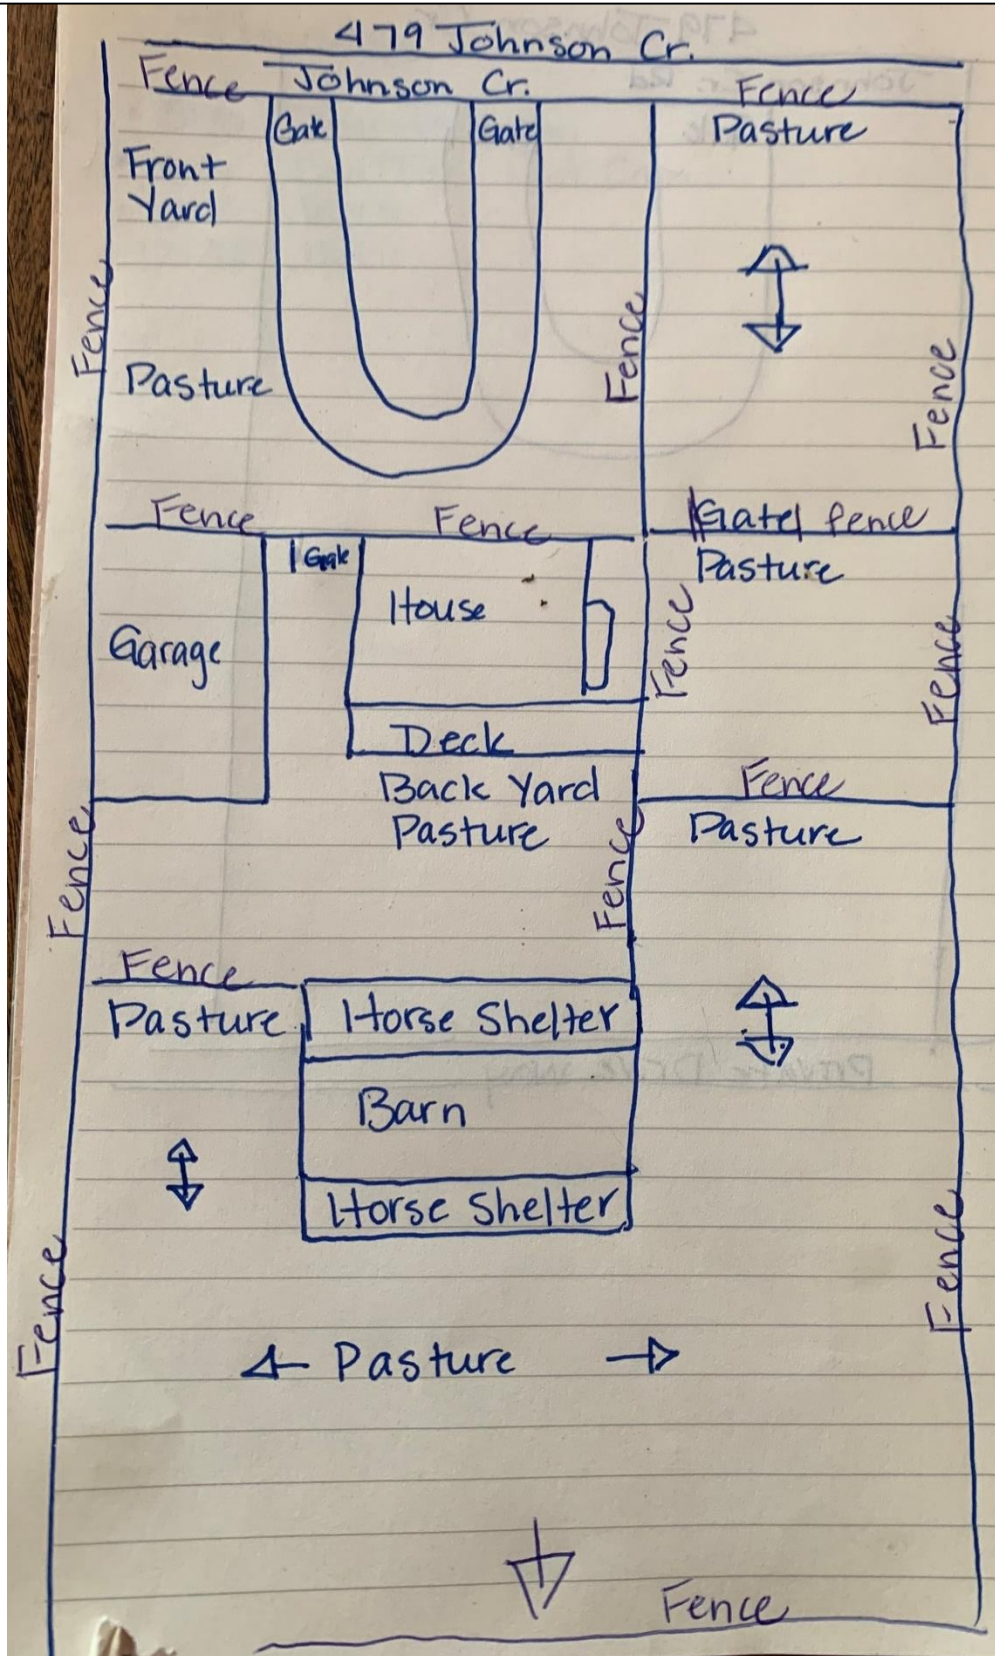 479 Johnson Cr.
Fence Johnson Cr. Fence
Gate Gate Pasture
Front
Yard
Fence
Fence
Fence
Pasture
Fence Fence Gate fence
Gate Pasture
House
Fence
Garage
Fence
Deck
Back Yard Fence
Pasture Pasture
Fence
Fence
Fence
Pasture Horse Shelter
Barn
Horse Shelter
Fence
Fence
Pasture
Fence